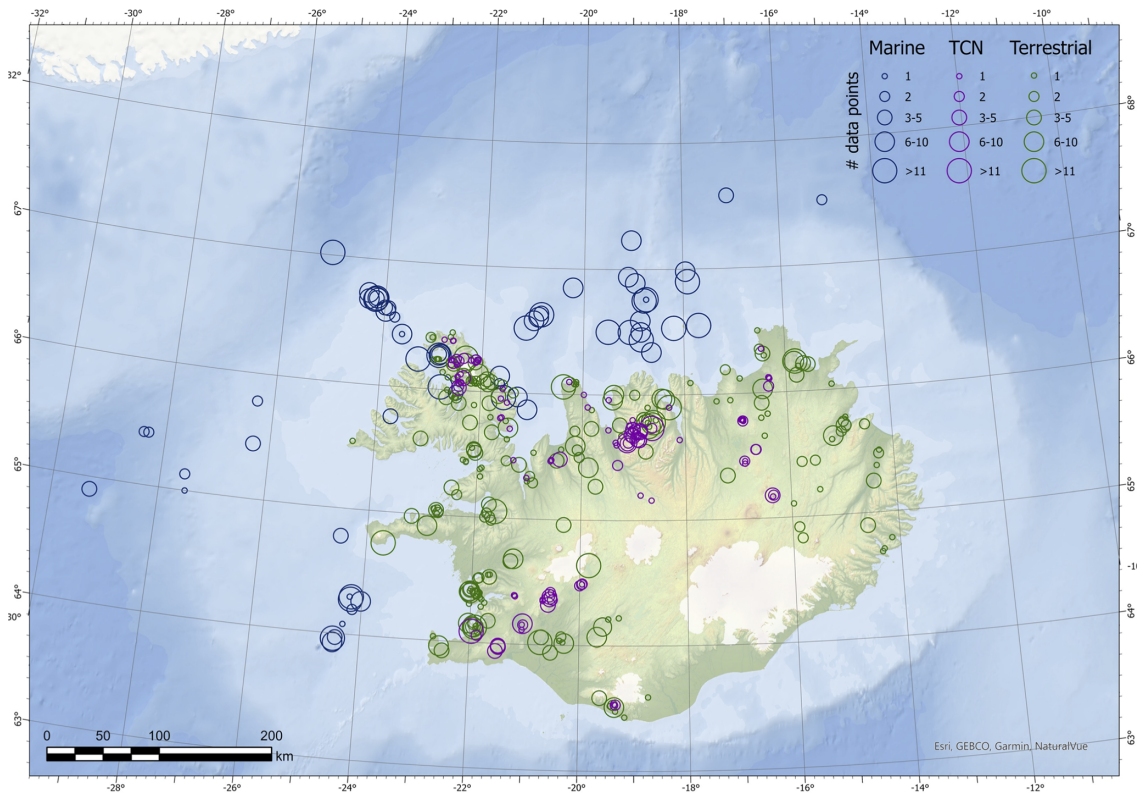 -32 -30 -28 -26 -24 -22 -20 -18 -16 -14 -12 -10
Marine TCN Terrestrial
# data points
1 1 1
2 2 2
3-5 3-5 3-5
6-10 6-10 6-10
>11 >11 >11
32° 68°
67° 67°
66° 66°
65° 65°
64° -10
30° 64°
63° 63°
0 50 100 200
km
Esri, GEBCO, Garmin, NaturalVue
-28° -26° -24 -22 -20 -18 -16 -14 -12°